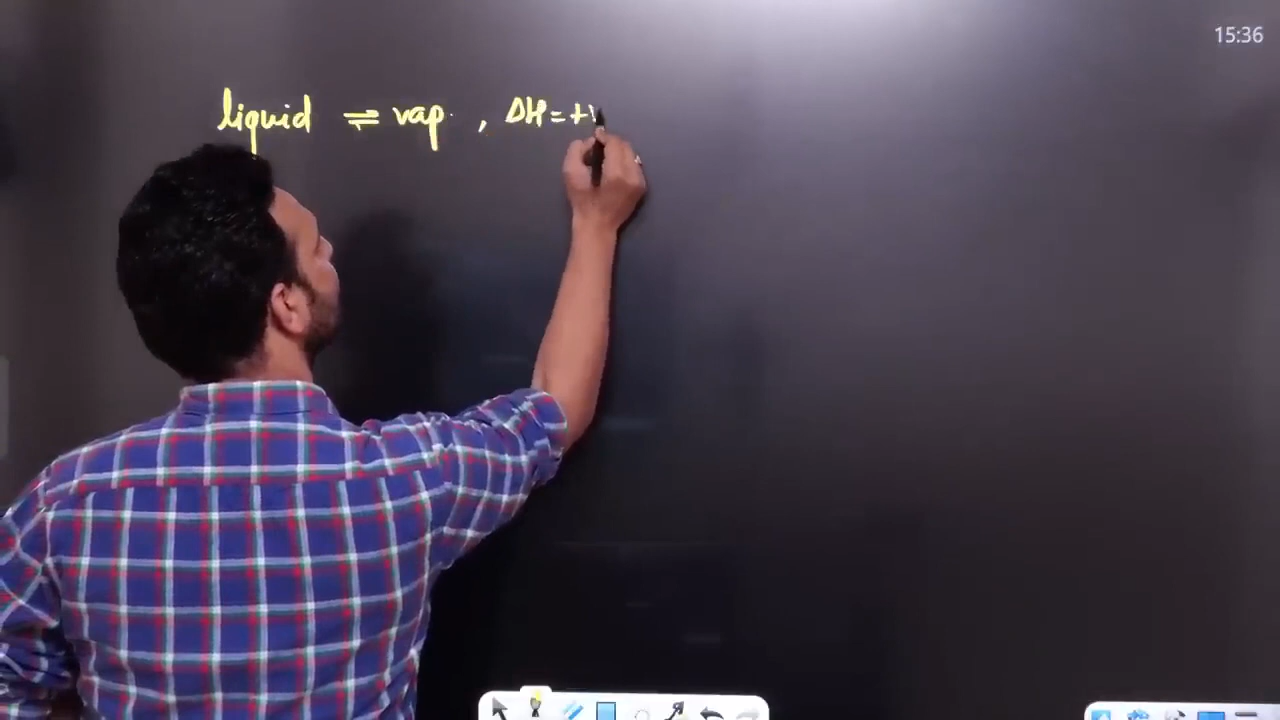 15:36
liquid ⇌ vap. , ΔH = +v